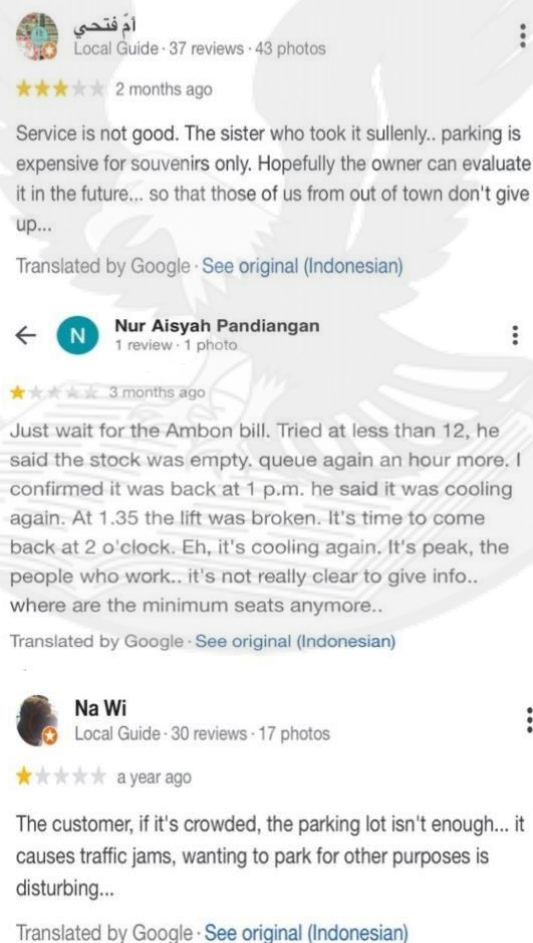 أمّ فتحي
Local Guide · 37 reviews · 43 photos
2 months ago
Service is not good. The sister who took it sullenly.. parking is
expensive for souvenirs only. Hopefully the owner can evaluate
it in the future... so that those of us from out of town don't give
up...
Translated by Google · See original (Indonesian)
N
Nur Aisyah Pandiangan
1 review · 1 photo
3 months ago
Just wait for the Ambon bill. Tried at less than 12, he
said the stock was empty. queue again an hour more. I
confirmed it was back at 1 p.m. he said it was cooling
again. At 1.35 the lift was broken. It's time to come
back at 2 o'clock. Eh, it's cooling again. It's peak, the
people who work.. it's not really clear to give info..
where are the minimum seats anymore..
Translated by Google · See original (Indonesian)
Na Wi
Local Guide · 30 reviews · 17 photos
a year ago
The customer, if it's crowded, the parking lot isn't enough... it
causes traffic jams, wanting to park for other purposes is
disturbing...
Translated by Google · See original (Indonesian)